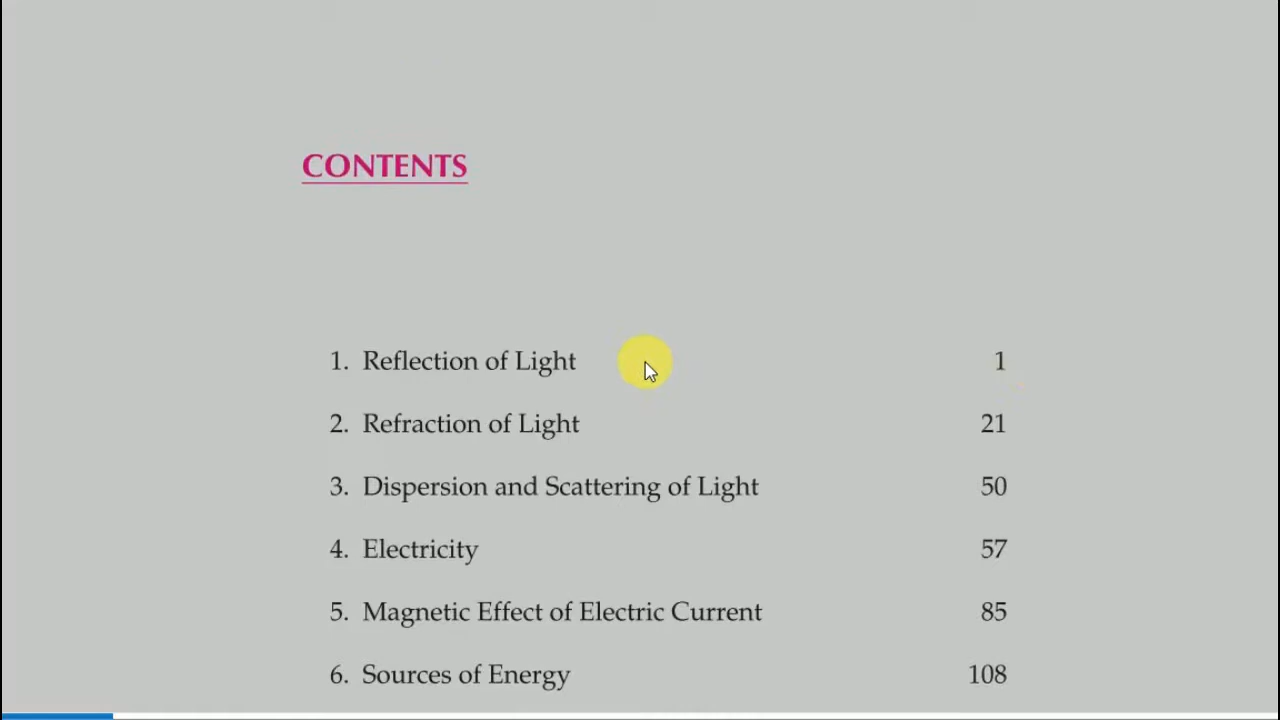 CONTENTS
1. Reflection of Light 1
2. Refraction of Light 21
3. Dispersion and Scattering of Light 50
4. Electricity 57
5. Magnetic Effect of Electric Current 85
6. Sources of Energy 108